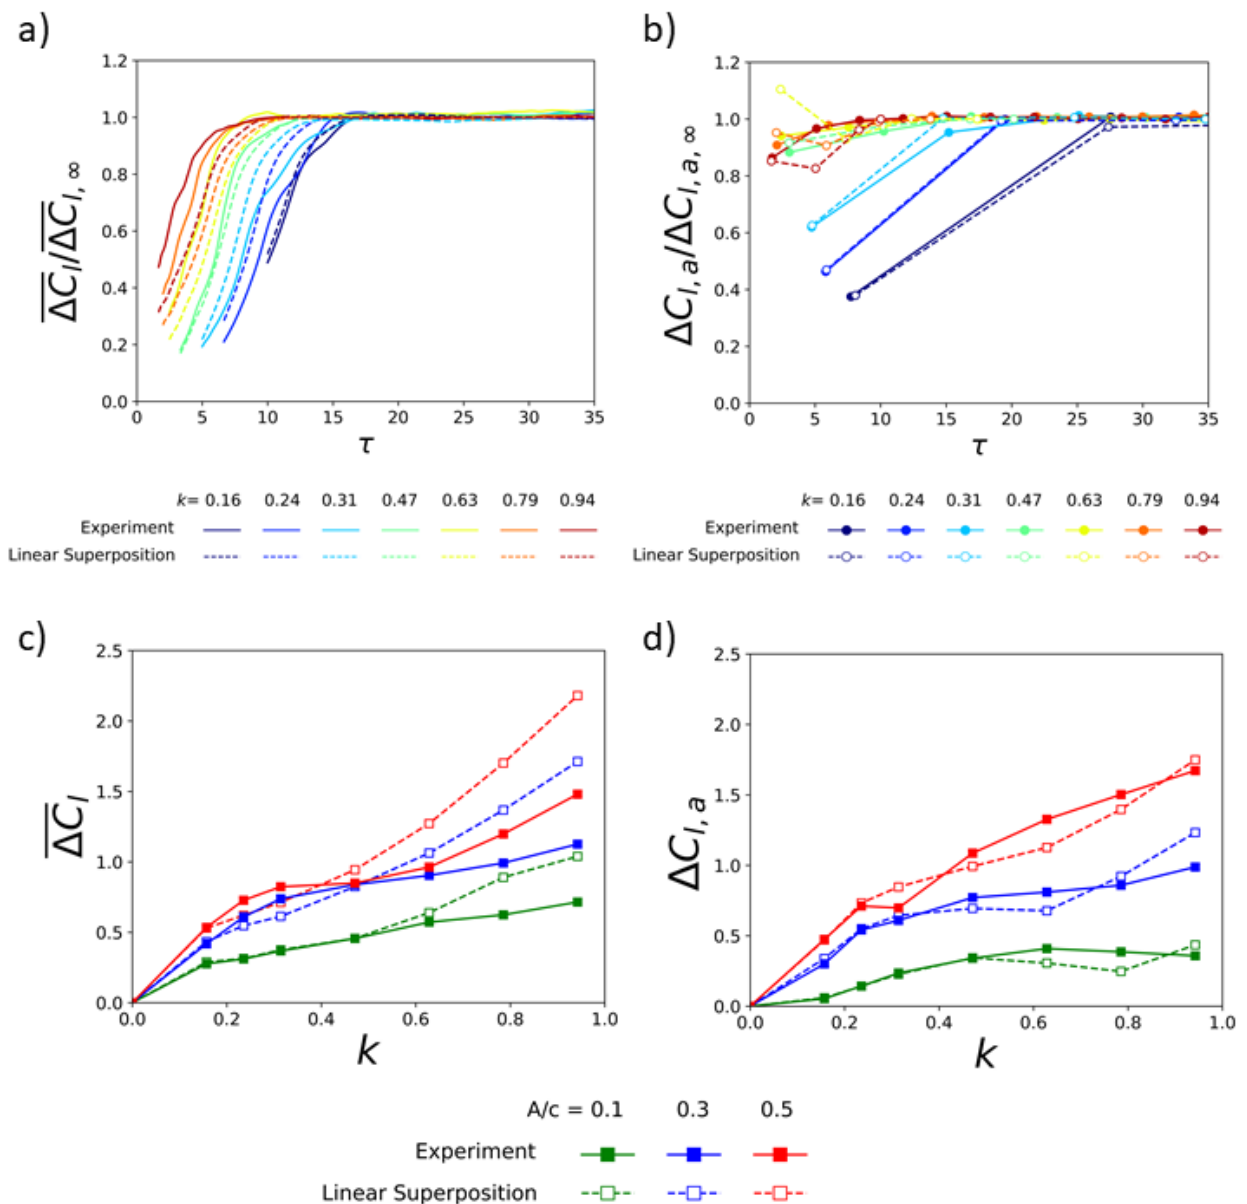 a)
1.2
1.0
0.8
0.6
0.4
0.2
0.0
0 5 10 15 20 25 30 35
ΔC̅l/ΔC̅l, ∞
τ
k= 0.16 0.24 0.31 0.47 0.63 0.79 0.94
Experiment
Linear Superposition
b)
1.2
1.0
0.8
0.6
0.4
0.2
0.0
0 5 10 15 20 25 30 35
ΔCl, a/ΔCl, a, ∞
τ
k= 0.16 0.24 0.31 0.47 0.63 0.79 0.94
Experiment
Linear Superposition
c)
2.5
2.0
1.5
1.0
0.5
0.0
0.0 0.2 0.4 0.6 0.8 1.0
ΔC̅l
k
d)
2.5
2.0
1.5
1.0
0.5
0.0
0.0 0.2 0.4 0.6 0.8 1.0
ΔCl, a
k
A/c = 0.1 0.3 0.5
Experiment
Linear Superposition